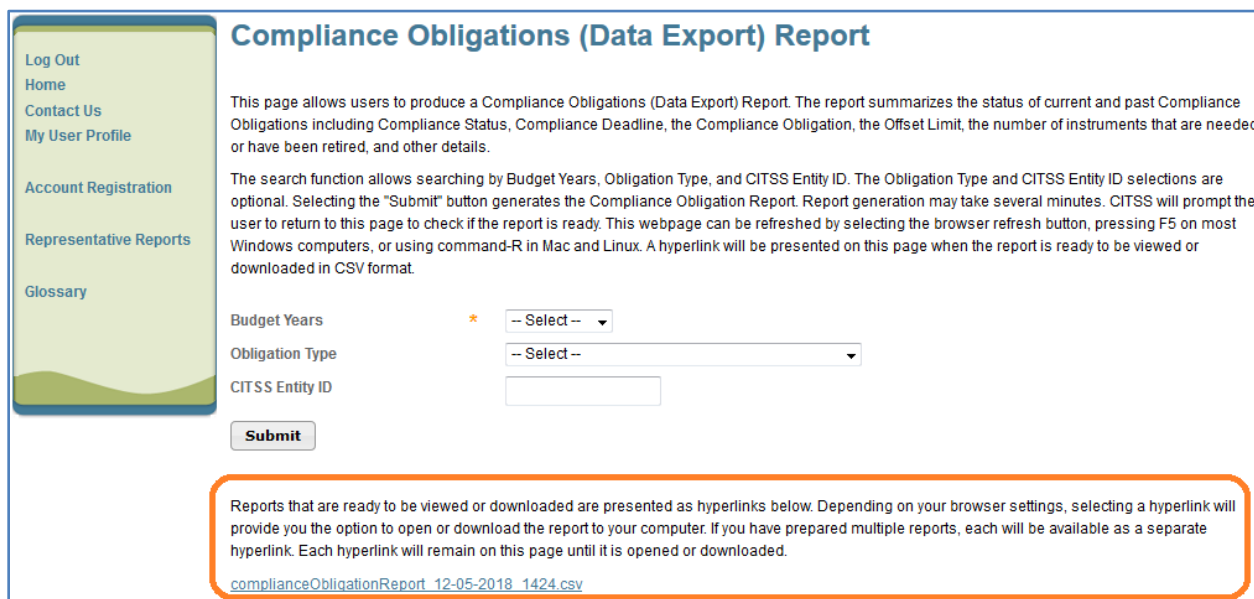 Compliance Obligations (Data Export) Report
Log Out
Home
Contact Us
My User Profile
Account Registration
Representative Reports
Glossary
This page allows users to produce a Compliance Obligations (Data Export) Report. The report summarizes the status of current and past Compliance
Obligations including Compliance Status, Compliance Deadline, the Compliance Obligation, the Offset Limit, the number of instruments that are needed
or have been retired, and other details.
The search function allows searching by Budget Years, Obligation Type, and CITSS Entity ID. The Obligation Type and CITSS Entity ID selections are
optional. Selecting the "Submit" button generates the Compliance Obligation Report. Report generation may take several minutes. CITSS will prompt the
user to return to this page to check if the report is ready. This webpage can be refreshed by selecting the browser refresh button, pressing F5 on most
Windows computers, or using command-R in Mac and Linux. A hyperlink will be presented on this page when the report is ready to be viewed or
downloaded in CSV format.
Budget Years * -- Select --
Obligation Type -- Select --
CITSS Entity ID
Submit
Reports that are ready to be viewed or downloaded are presented as hyperlinks below. Depending on your browser settings, selecting a hyperlink will
provide you the option to open or download the report to your computer. If you have prepared multiple reports, each will be available as a separate
hyperlink. Each hyperlink will remain on this page until it is opened or downloaded.
complianceObligationReport_12-05-2018_1424.csv